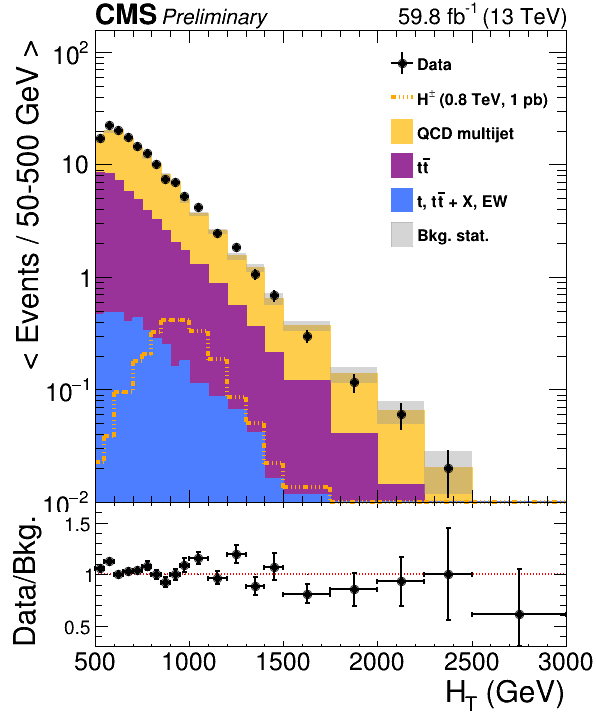 CMS Preliminary 59.8 fb⁻¹ (13 TeV)
< Events / 50-500 GeV >
10²
10
1
10⁻¹
10⁻²
Data
H± (0.8 TeV, 1 pb)
QCD multijet
tt̄
t, tt̄ + X, EW
Bkg. stat.
Data/Bkg.
1.5
1
0.5
500 1000 1500 2000 2500 3000
H_T (GeV)